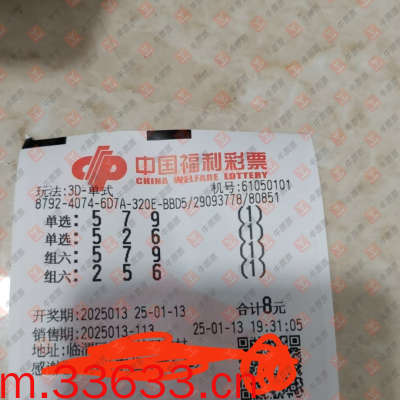 中国福利彩票
CHINA WELFARE LOTTERY
玩法:3D-单式 机号:61050101
8792-4074-6D7A-320E-BBD5/29093778/80851
单选:5 7 9 (1)
单选:5 2 6 (1)
组六:5 7 9 (1)
组六:2 5 6 (1)
开奖期:2025013 25-01-13 合计8元
销售期:2025013-113 25-01-13 19:31:05
地址:临
m.33633.c